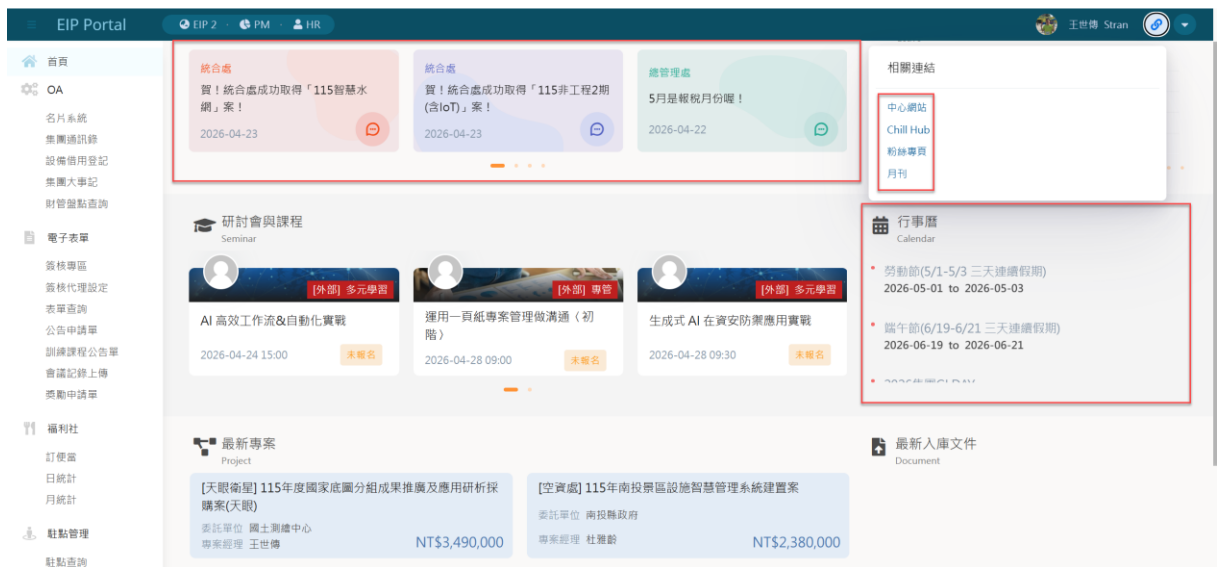 EIP Portal
EIP 2 · PM · HR
王世傳 Stran
首頁
OA
名片系統
集團通訊錄
設備借用登記
集團大事記
財管盤點查詢
電子表單
簽核專區
簽核代理設定
表單查詢
公告申請單
訓練課程公告單
會議記錄上傳
獎勵申請單
福利社
訂便當
日統計
月統計
駐點管理
駐點查詢
統合處
賀！統合處成功取得「115智慧水
網」案！
2026-04-23
統合處
賀！統合處成功取得「115非工程2期
(含IoT)」案！
2026-04-23
總管理處
5月是報稅月份喔！
2026-04-22
相關連結
中心網站
Chill Hub
粉絲專頁
月刊
研討會與課程
Seminar
[外部] 多元學習
AI 高效工作流&自動化實戰
2026-04-24 15:00
未報名
[外部] 專管
運用一頁紙專案管理做溝通（初
階）
2026-04-28 09:00
未報名
[外部] 多元學習
生成式 AI 在資安防禦應用實戰
2026-04-28 09:30
未報名
行事曆
Calendar
勞動節(5/1-5/3 三天連續假期)
2026-05-01 to 2026-05-03
端午節(6/19-6/21 三天連續假期)
2026-06-19 to 2026-06-21
最新專案
Project
[天眼衛星] 115年度國家底圖分組成果推廣及應用研析採
購案(天眼)
委託單位 國土測繪中心
專案經理 王世傳
NT$3,490,000
[空資處] 115年南投景區設施智慧管理系統建置案
委託單位 南投縣政府
專案經理 杜雅齡
NT$2,380,000
最新入庫文件
Document